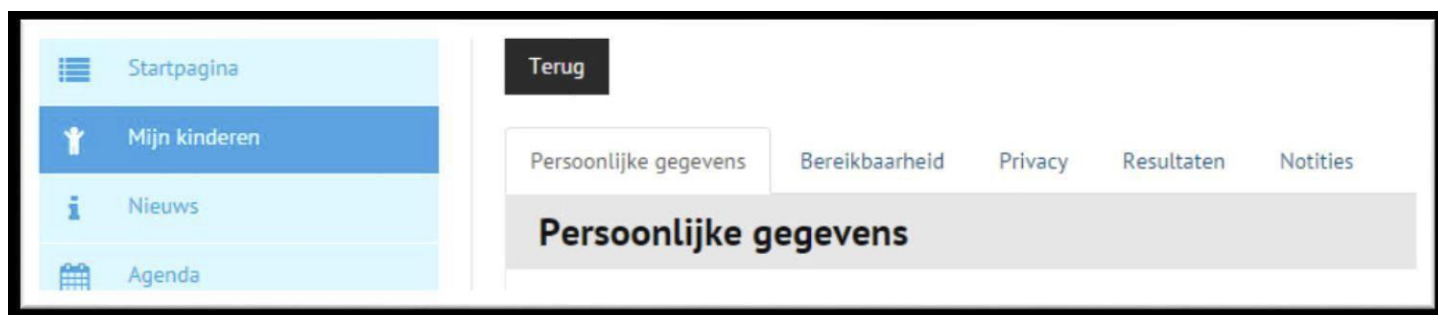 Startpagina
Mijn kinderen
Nieuws
Agenda
Terug
Persoonlijke gegevens Bereikbaarheid Privacy Resultaten Notities
Persoonlijke gegevens